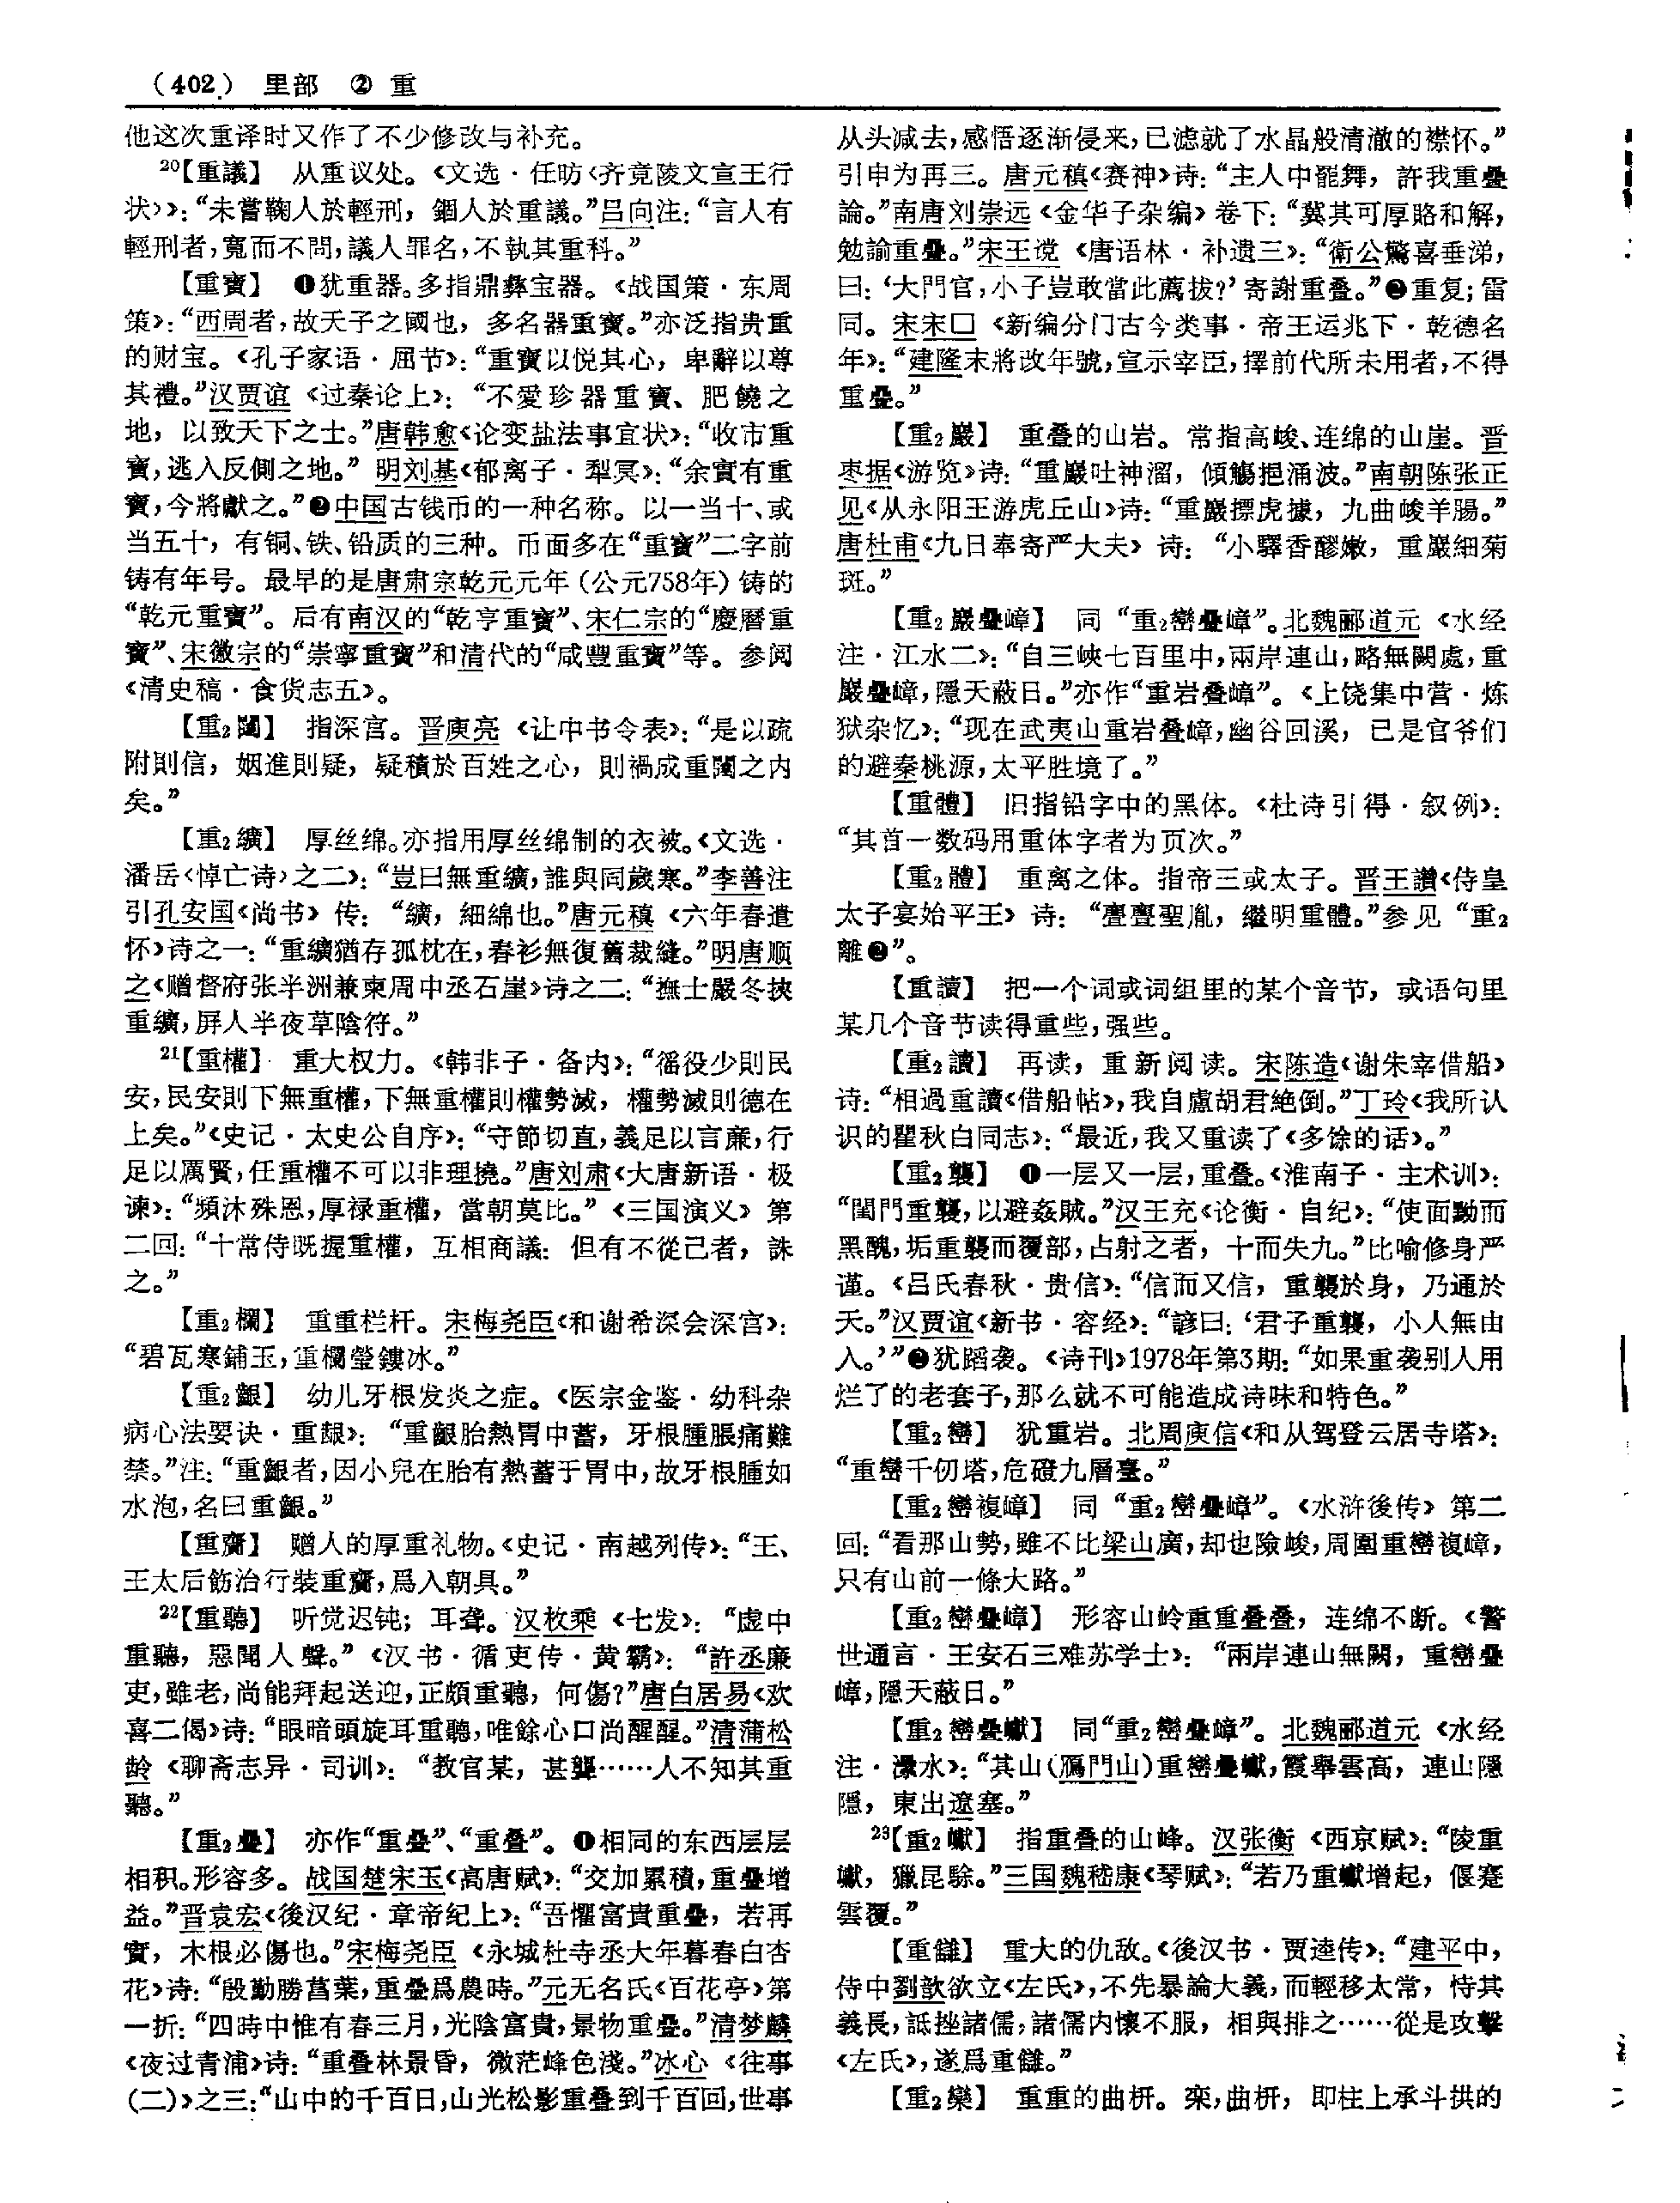 （402）　里部　② 重
他这次重译时又作了不少修改与补充。
20【重議】　从重议处。《文选·任昉〈齐竟陵文宣王行
状〉》：“未嘗鞠人於輕刑，錮人於重議。”吕向注：“言人有
輕刑者，寬而不問，議人罪名，不執其重科。”
【重寶】　❶犹重器。多指鼎彝宝器。《战国策·东周
策》：“西周者，故天子之國也，多名器重寶。”亦泛指贵重
的财宝。《孔子家语·屈节》：“重寶以悦其心，卑辭以尊
其禮。”汉贾谊《过秦论上》：“不愛珍器重寶、肥饒之
地，以致天下之士。”唐韩愈《论变盐法事宜状》：“收市重
寶，逃入反側之地。”明刘基《郁离子·犁冥》：“余實有重
寶，今將獻之。”❷中国古钱币的一种名称。以一当十、或
当五十，有铜、铁、铅质的三种。币面多在“重寶”二字前
铸有年号。最早的是唐肃宗乾元元年（公元758年）铸的
“乾元重寶”。后有南汉的“乾亨重寶”、宋仁宗的“慶曆重
寶”、宋徽宗的“崇寧重寶”和清代的“咸豐重寶”等。参阅
《清史稿·食货志五》。
【重2閫】　指深宫。晋庾亮《让中书令表》：“是以疏
附則信，姻進則疑，疑積於百姓之心，則禍成重閫之内
矣。”
【重2纊】　厚丝绵。亦指用厚丝绵制的衣被。《文选·
潘岳〈悼亡诗〉之二》：“豈曰無重纊，誰與同歲寒。”李善注
引孔安国《尚书》传：“纊，細綿也。”唐元稹《六年春遣
怀》诗之一：“重纊猶存孤枕在，春衫無復舊裁縫。”明唐顺
之《赠督府张半洲兼柬周中丞石崖》诗之二：“撫士嚴冬挾
重纊，屏人半夜草陰符。”
21【重權】　重大权力。《韩非子·备内》：“徭役少則民
安，民安則下無重權，下無重權則權勢滅，權勢滅則德在
上矣。”《史记·太史公自序》：“守節切直，義足以言廉，行
足以厲賢，任重權不可以非理撓。”唐刘肃《大唐新语·极
谏》：“頻沐殊恩，厚禄重權，當朝莫比。”《三国演义》第
二回：“十常侍既握重權，互相商議：但有不從己者，誅
之。”
【重2欄】　重重栏杆。宋梅尧臣《和谢希深会深宫》：
“碧瓦寒鋪玉，重欄瑩鏤冰。”
【重2齦】　幼儿牙根发炎之症。《医宗金鉴·幼科杂
病心法要诀·重龈》：“重齦胎熱胃中蓄，牙根腫脹痛難
禁。”注：“重齦者，因小兒在胎有熱蓄于胃中，故牙根腫如
水泡，名曰重齦。”
【重齎】　赠人的厚重礼物。《史记·南越列传》：“王、
王太后飭治行裝重齎，爲入朝具。”
22【重聽】　听觉迟钝；耳聋。汉枚乘《七发》：“虚中
重聽，惡聞人聲。”《汉书·循吏传·黄霸》：“許丞廉
吏，雖老，尚能拜起送迎，正頗重聽，何傷？”唐白居易《欢
喜二偈》诗：“眼暗頭旋耳重聽，唯餘心口尚醒醒。”清蒲松
龄《聊斋志异·司训》：“教官某，甚聾……人不知其重
聽。”
【重2疊】　亦作“重疉”、“重叠”。❶相同的东西层层
相积。形容多。战国楚宋玉《高唐赋》：“交加累積，重疊增
益。”晋袁宏《後汉纪·章帝纪上》：“吾懼富貴重疊，若再
實，木根必傷也。”宋梅尧臣《永城杜寺丞大年暮春白杏
花》诗：“殷勤勝菖葉，重疊爲農時。”元无名氏《百花亭》第
一折：“四時中惟有春三月，光陰富貴，景物重疊。”清梦麟
《夜过青浦》诗：“重叠林景昏，微茫峰色淺。”冰心《往事
（二）》之三：“山中的千百日，山光松影重叠到千百回，世事
从头减去，感悟逐渐侵来，已滤就了水晶般清澈的襟怀。”
引申为再三。唐元稹《赛神》诗：“主人中罷舞，許我重疊
論。”南唐刘崇远《金华子杂编》卷下：“冀其可厚賂和解，
勉諭重疊。”宋王谠《唐语林·补遗三》：“衛公驚喜垂涕，
曰：‘大門官，小子豈敢當此薦拔？’寄謝重叠。”❷重复；雷
同。宋宋□《新编分门古今类事·帝王运兆下·乾德名
年》：“建隆末將改年號，宣示宰臣，擇前代所未用者，不得
重疊。”
【重2巖】　重叠的山岩。常指高峻、连绵的山崖。晋
枣据《游览》诗：“重巖吐神溜，傾觴挹涌波。”南朝陈张正
见《从永阳王游虎丘山》诗：“重巖摽虎據，九曲峻羊腸。”
唐杜甫《九日奉寄严大夫》诗：“小驛香醪嫩，重巖细菊
斑。”
【重2巖疊嶂】　同“重2巒疊嶂”。北魏郦道元《水经
注·江水二》：“自三峽七百里中，兩岸連山，略無闕處，重
巖疊嶂，隱天蔽日。”亦作“重岩叠嶂”。《上饶集中营·炼
狱杂忆》：“现在武夷山重岩叠嶂，幽谷回溪，已是官爷们
的避秦桃源，太平胜境了。”
【重體】　旧指铅字中的黑体。《杜诗引得·叙例》：
“其首一数码用重体字者为页次。”
【重2體】　重离之体。指帝王或太子。晋王讚《侍皇
太子宴始平王》诗：“亹亹聖胤，繼明重體。”参见“重2
離❷”。
【重讀】　把一个词或词组里的某个音节，或语句里
某几个音节读得重些，强些。
【重2讀】　再读，重新阅读。宋陈造《谢朱宰借船》
诗：“相過重讀《借船帖》，我自盧胡君絶倒。”丁玲《我所认
识的瞿秋白同志》：“最近，我又重读了《多馀的话》。”
【重2襲】　❶一层又一层，重叠。《淮南子·主术训》：
“閨門重襲，以避姦賊。”汉王充《论衡·自纪》：“使面黝而
黑醜，垢重襲而覆部，占射之者，十而失九。”比喻修身严
谨。《吕氏春秋·贵信》：“信而又信，重襲於身，乃通於
天。”汉贾谊《新书·容经》：“諺曰：‘君子重襲，小人無由
入。’”❷犹蹈袭。《诗刊》1978年第3期：“如果重袭别人用
烂了的老套子，那么就不可能造成诗味和特色。”
【重2巒】　犹重岩。北周庾信《和从驾登云居寺塔》：
“重巒千仞塔，危磴九層臺。”
【重2巒複嶂】　同“重2巒疊嶂”。《水浒後传》第二
回：“看那山勢，雖不比梁山廣，却也險峻，周圍重巒複嶂，
只有山前一條大路。”
【重2巒疊嶂】　形容山岭重重叠叠，连绵不断。《警
世通言·王安石三难苏学士》：“兩岸連山無闕，重巒疊
嶂，隱天蔽日。”
【重2巒疊巘】　同“重2巒疊嶂”。北魏郦道元《水经
注·㶟水》：“其山（鴈門山）重巒疊巘，霞舉雲高，連山隱
隱，東出遼塞。”
23【重2巘】　指重叠的山峰。汉张衡《西京赋》：“陵重
巘，獵昆駼。”三国魏嵇康《琴赋》：“若乃重巘增起，偃蹇
雲覆。”
【重讎】　重大的仇敌。《後汉书·贾逵传》：“建平中，
侍中劉歆欲立《左氏》，不先暴論大義，而輕移太常，恃其
義長，詆挫諸儒，諸儒内懷不服，相與排之……從是攻擊
《左氏》，遂爲重讎。”
【重2欒】　重重的曲枅。栾，曲枅，即柱上承斗拱的